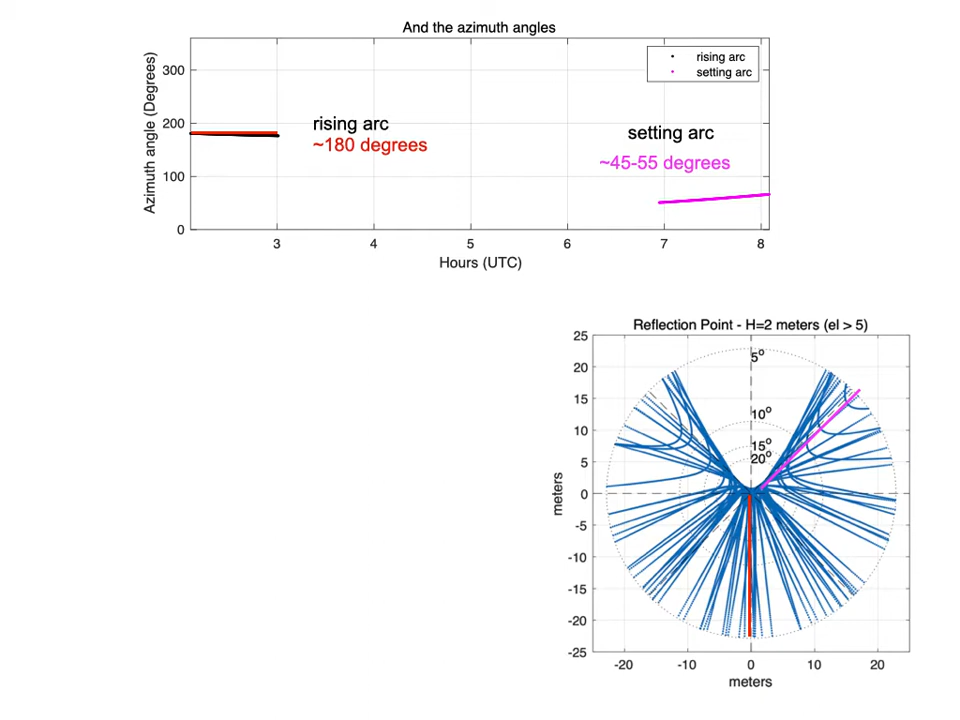 And the azimuth angles
300
200
100
0
Azimuth angle (Degrees)
rising arc
setting arc
rising arc
~180 degrees
setting arc
~45-55 degrees
3
4
5
6
7
8
Hours (UTC)
Reflection Point - H=2 meters (el > 5)
25
20
15
10
5
0
-5
-10
-15
-20
-25
meters
5°
10°
15°
20°
-20
-10
0
10
20
meters